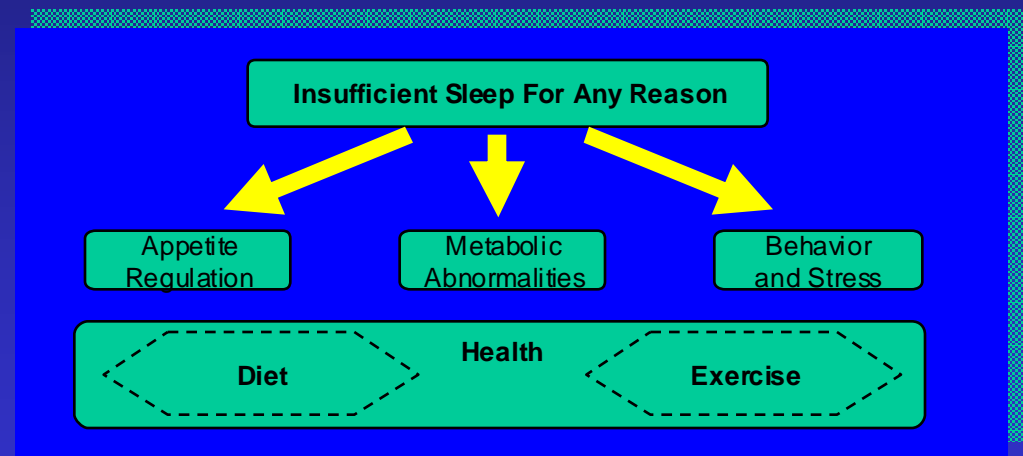 Insufficient Sleep For Any Reason
Appetite
Regulation
Metabolic
Abnormalities
Behavior
and Stress
Health
Diet
Exercise